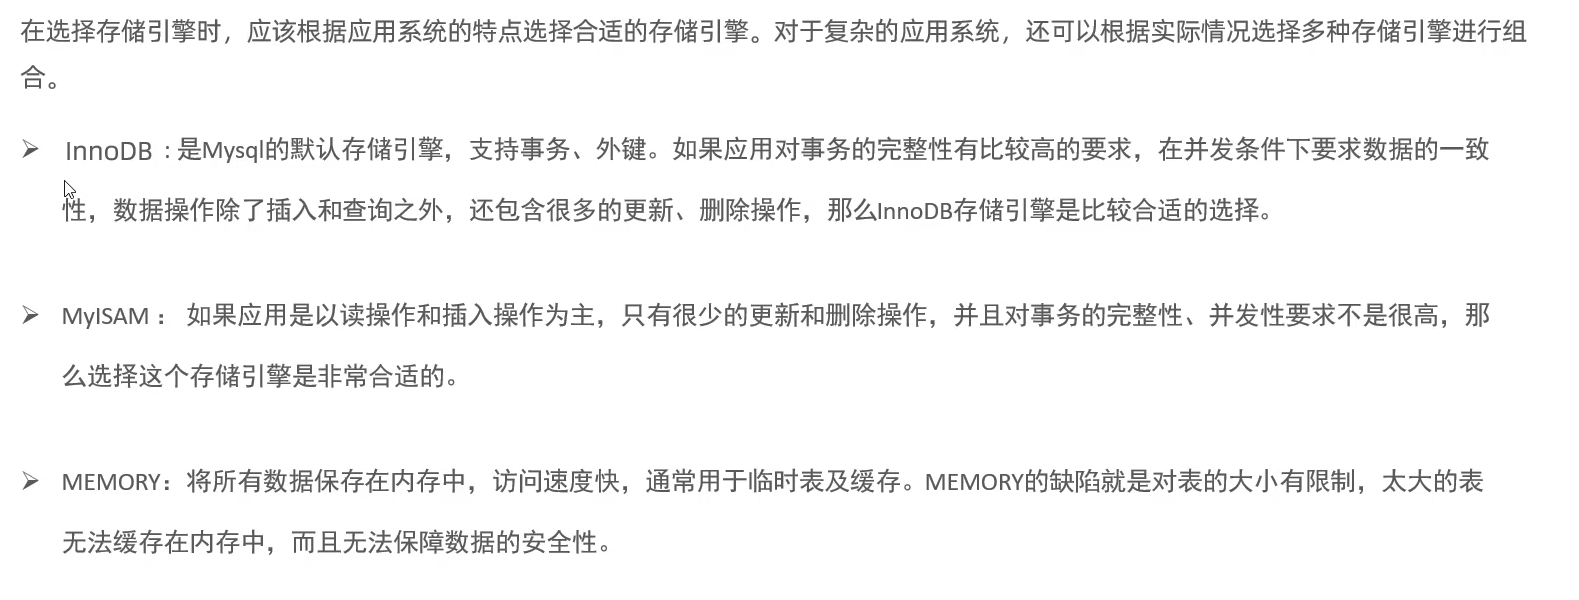 在选择存储引擎时，应该根据应用系统的特点选择合适的存储引擎。对于复杂的应用系统，还可以根据实际情况选择多种存储引擎进行组
合。
➢ InnoDB : 是Mysql的默认存储引擎，支持事务、外键。如果应用对事务的完整性有比较高的要求，在并发条件下要求数据的一致
性，数据操作除了插入和查询之外，还包含很多的更新、删除操作，那么InnoDB存储引擎是比较合适的选择。
➢ MyISAM ： 如果应用是以读操作和插入操作为主，只有很少的更新和删除操作，并且对事务的完整性、并发性要求不是很高，那
么选择这个存储引擎是非常合适的。
➢ MEMORY：将所有数据保存在内存中，访问速度快，通常用于临时表及缓存。MEMORY的缺陷就是对表的大小有限制，太大的表
无法缓存在内存中，而且无法保障数据的安全性。